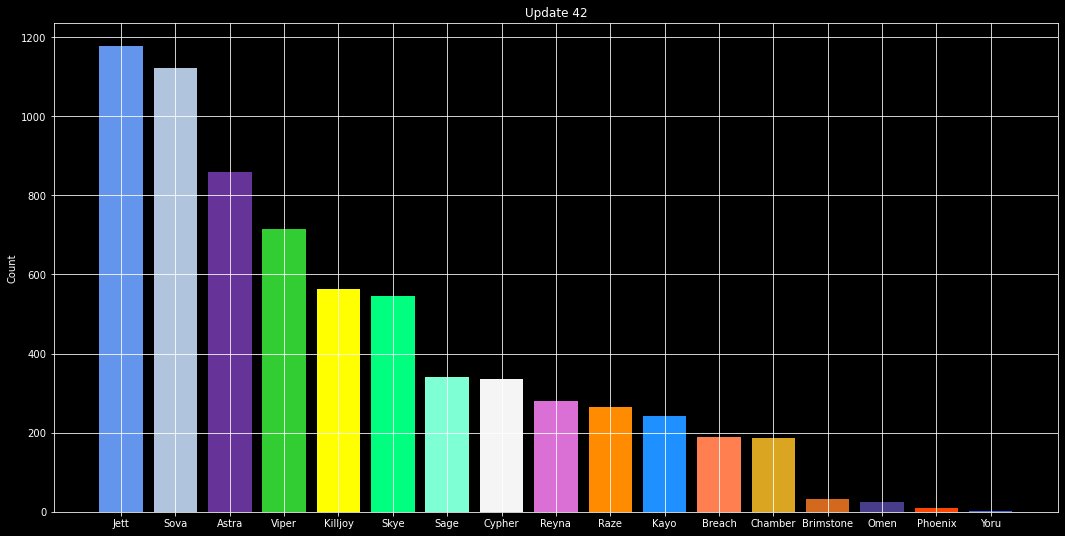 Update 42
Count
1200
1000
800
600
400
200
0
Jett Sova Astra Viper Killjoy Skye Sage Cypher Reyna Raze Kayo Breach Chamber Brimstone Omen Phoenix Yoru